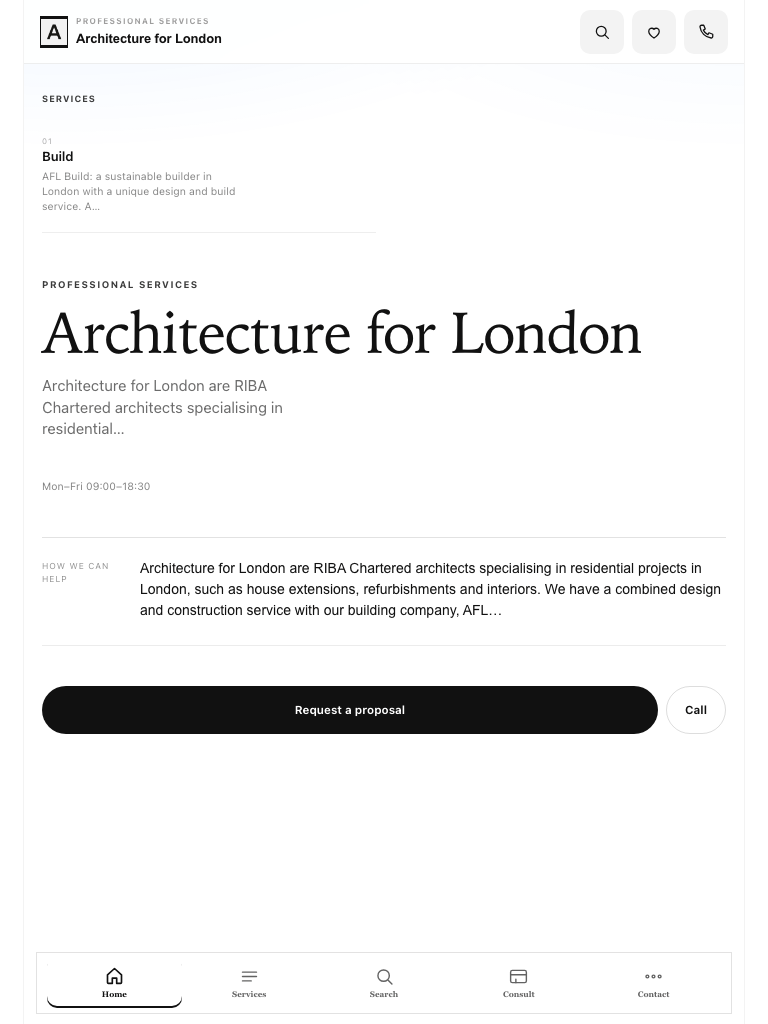 A
PROFESSIONAL SERVICES
Architecture for London
SERVICES
01
Build
AFL Build: a sustainable builder in
London with a unique design and build
service. A...
PROFESSIONAL SERVICES
Architecture for London
Architecture for London are RIBA
Chartered architects specialising in
residential...
Mon–Fri 09:00–18:30
HOW WE CAN
HELP
Architecture for London are RIBA Chartered architects specialising in residential projects in
London, such as house extensions, refurbishments and interiors. We have a combined design
and construction service with our building company, AFL…
Request a proposal
Call
Home
Services
Search
Consult
Contact